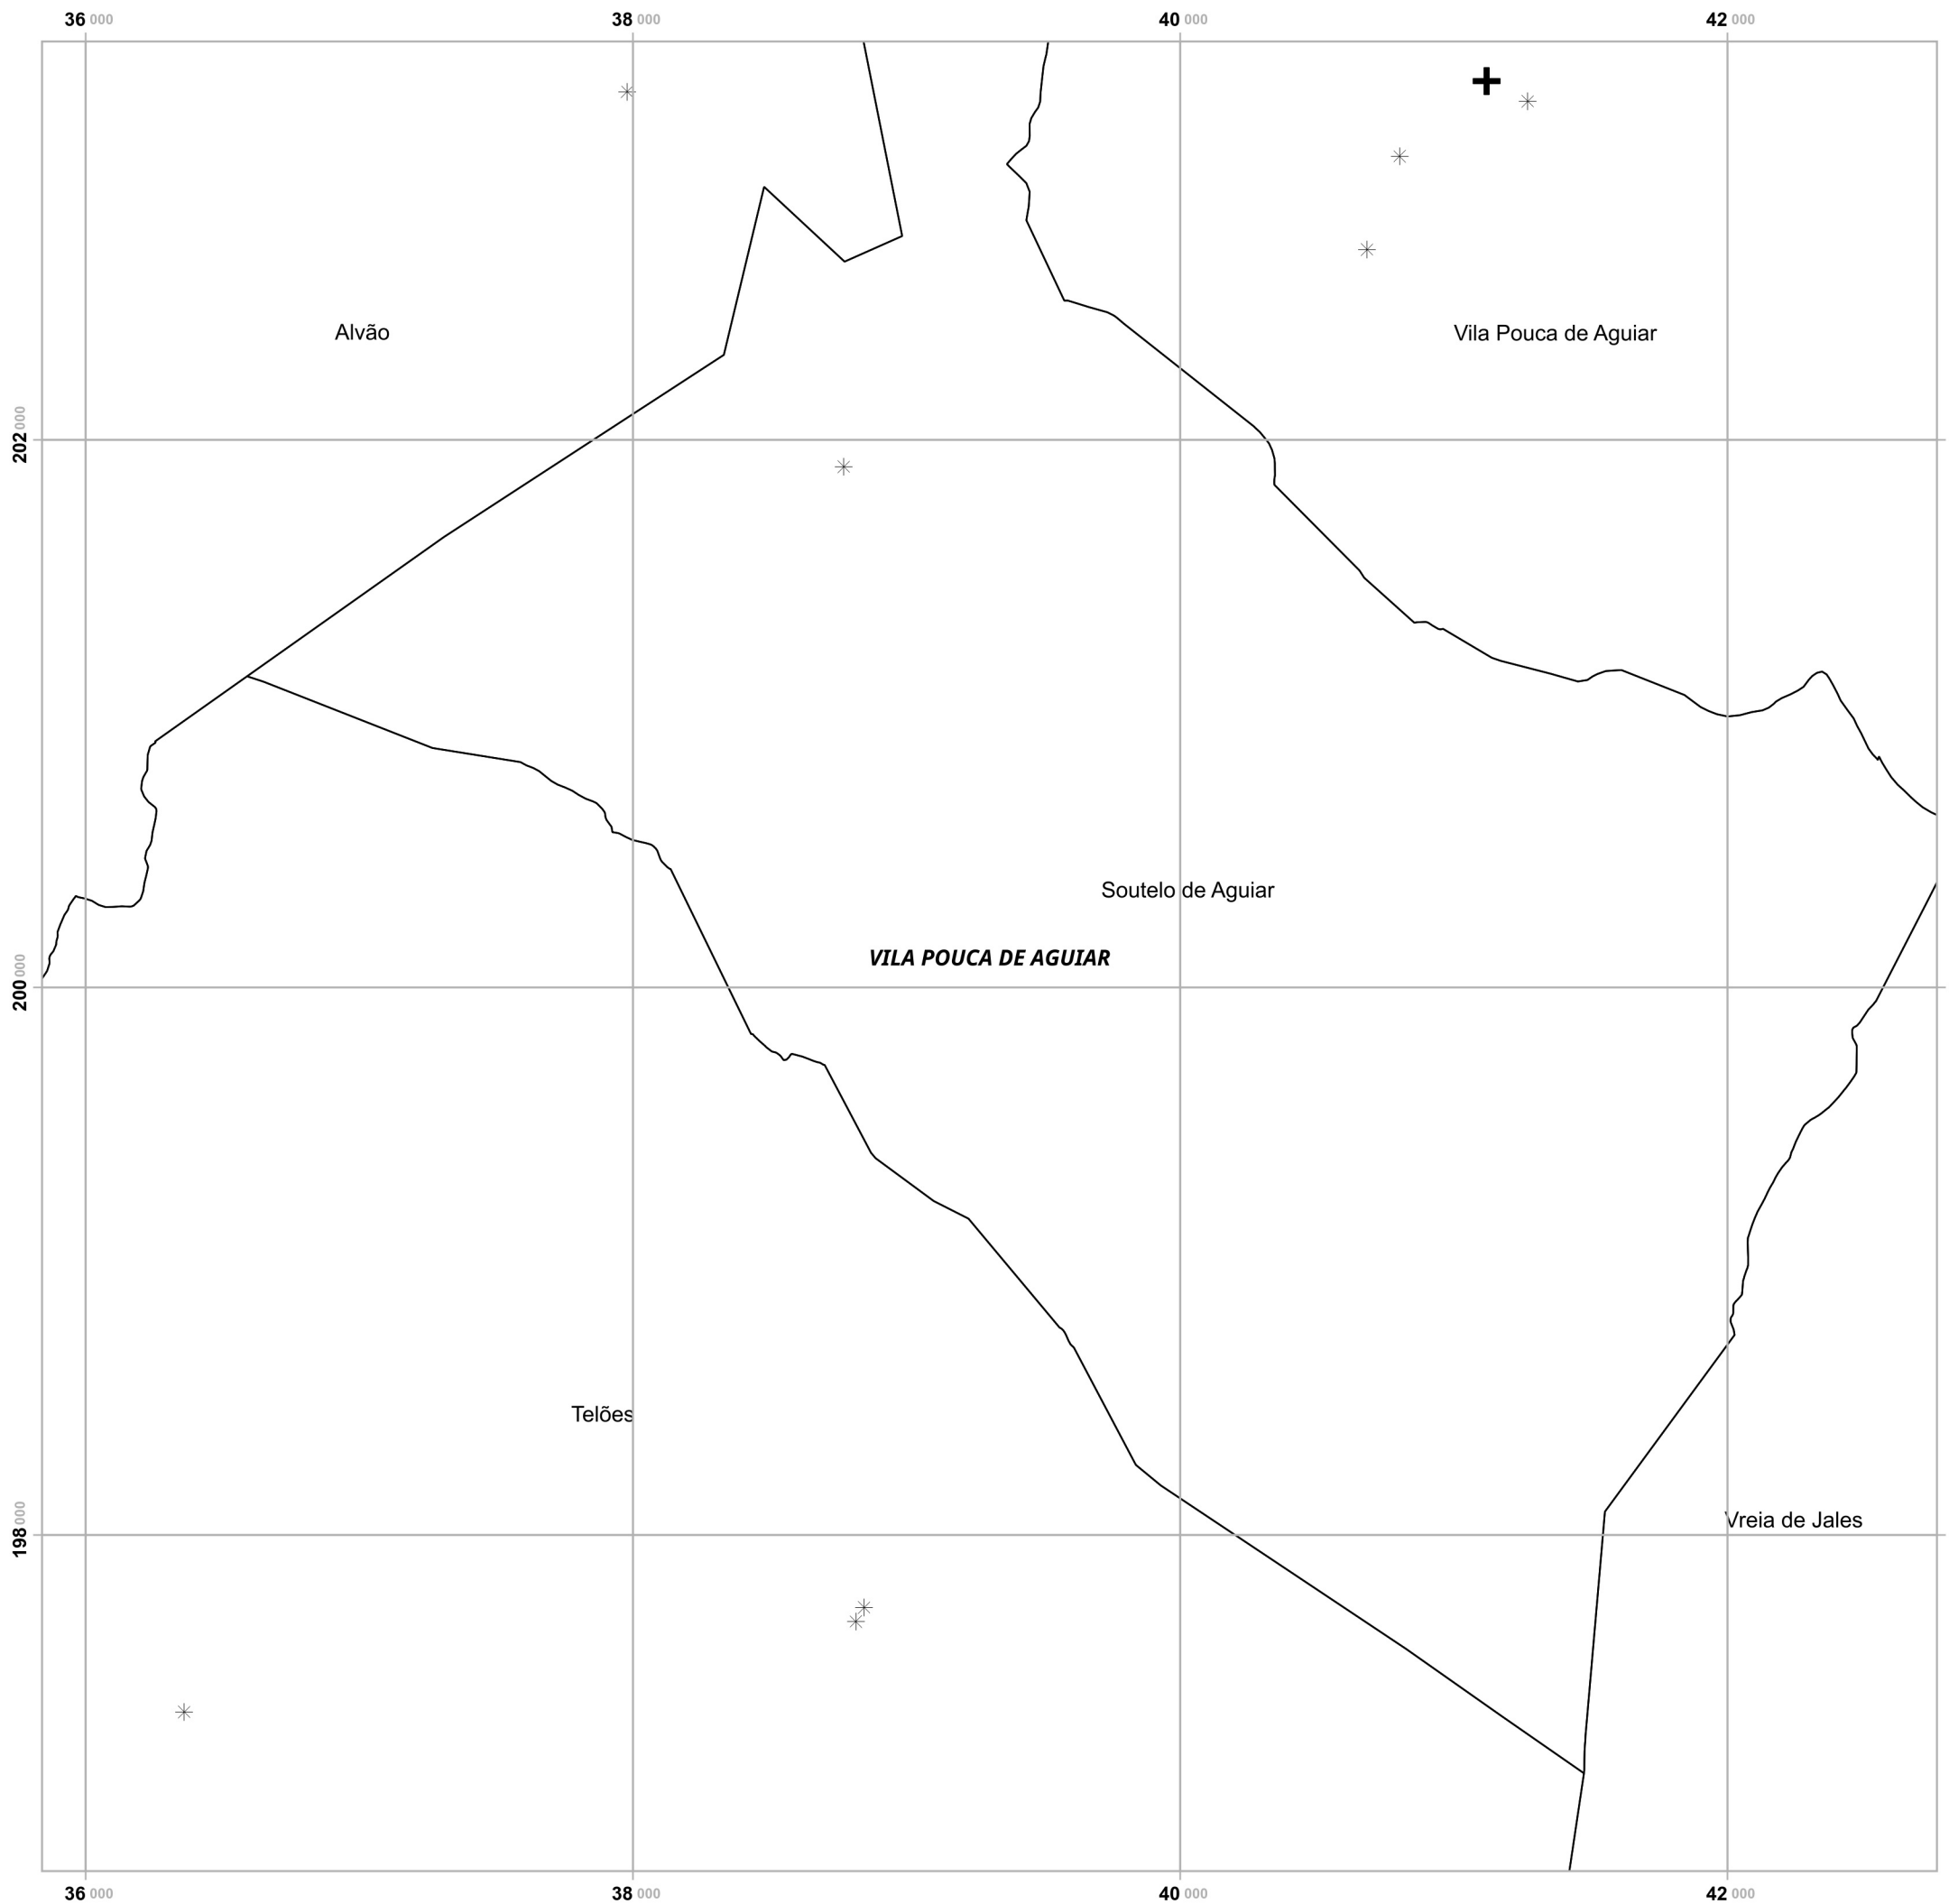 36 000
38 000
40 000
42 000
Alvão
Vila Pouca de Aguiar
202 000
Soutelo de Aguiar
VILA POUCA DE AGUIAR
200 000
Telões
Vreia de Jales
198 000
36 000
38 000
40 000
42 000